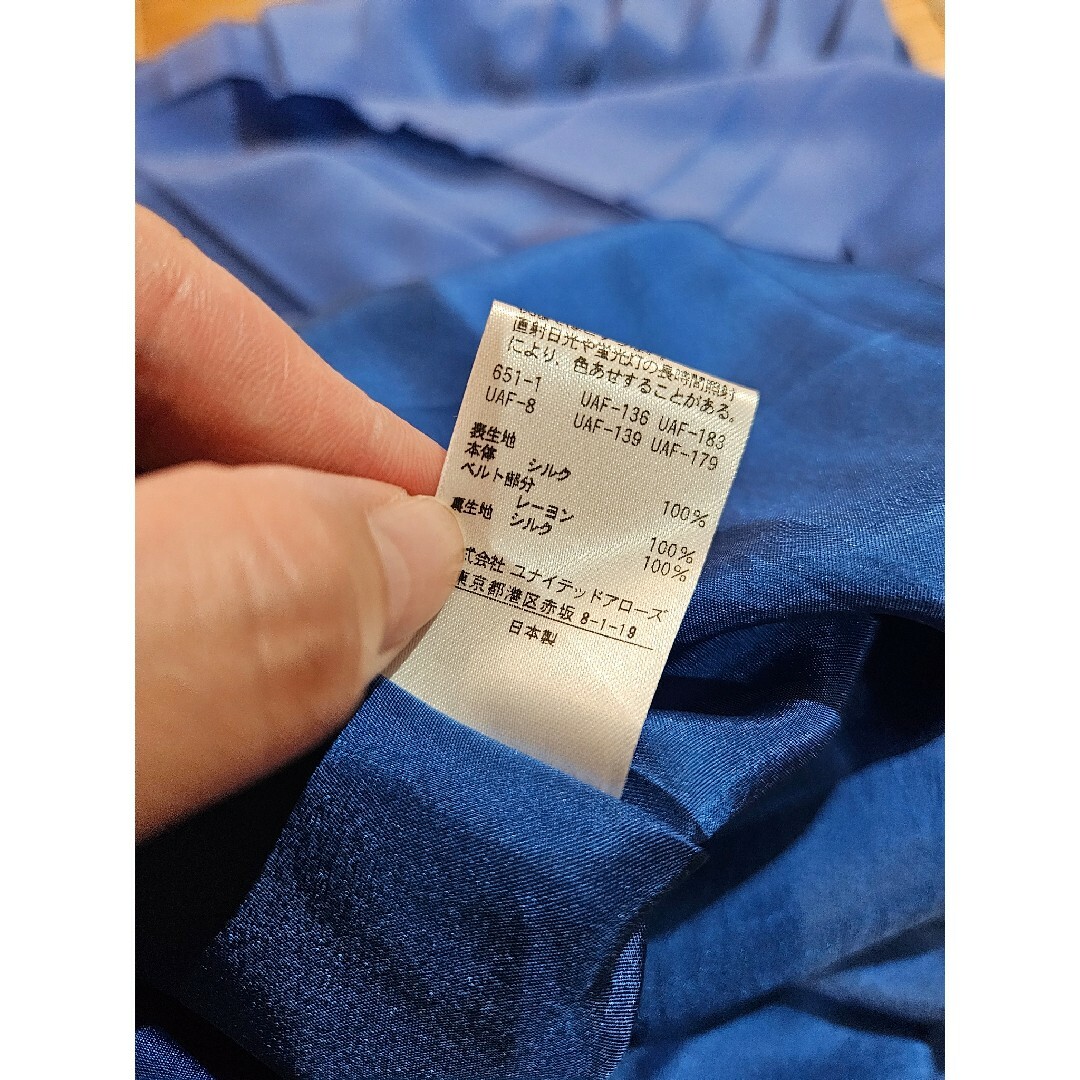 直射日光や蛍光灯の長時間照射
により、色あせすることがある。
651-1 UAF-136 UAF-183
UAF-8 UAF-139 UAF-179
表生地
本体 シルク 100%
ベルト部分
レーヨン 100%
裏生地 シルク 100%
式会社 ユナイテッドアローズ
東京都港区赤坂 8-1-19
日本製